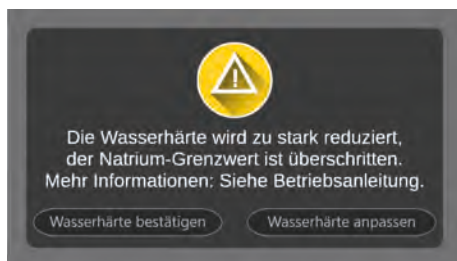 Die Wasserhärte wird zu stark reduziert,
der Natrium-Grenzwert ist überschritten.
Mehr Informationen: Siehe Betriebsanleitung.
Wasserhärte bestätigen Wasserhärte anpassen